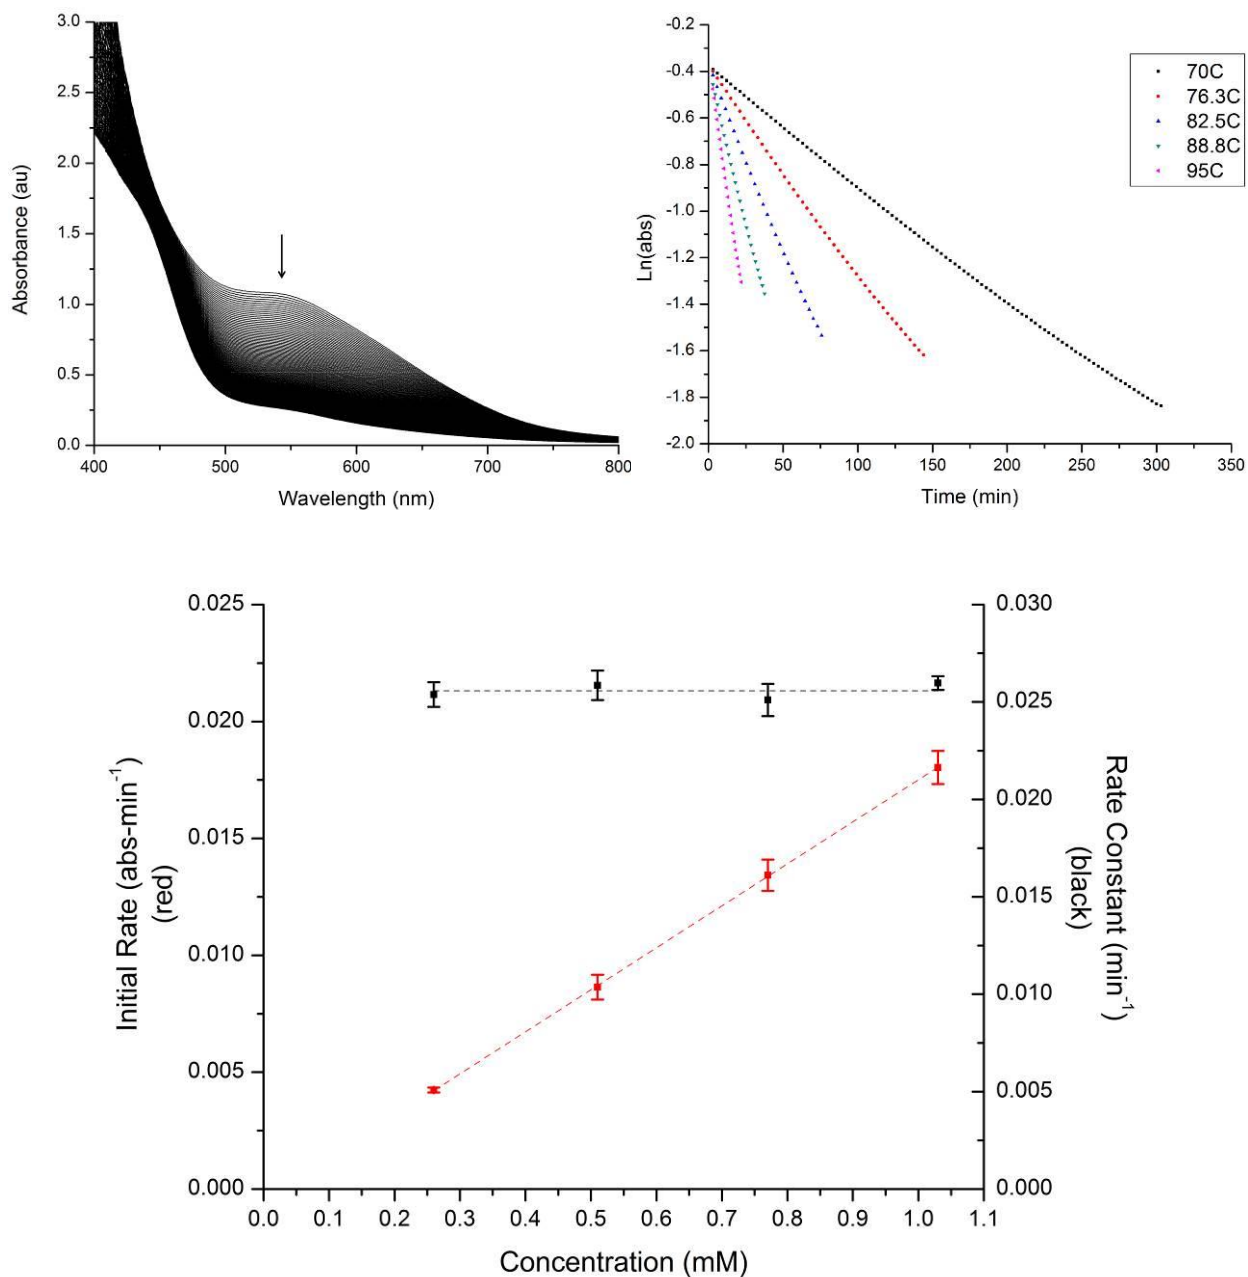 3.0
2.5
2.0
1.5
1.0
0.5
0.0
Absorbance (au)
400 500 600 700 800
Wavelength (nm)
-0.2
-0.4
-0.6
-0.8
-1.0
-1.2
-1.4
-1.6
-1.8
-2.0
Ln(abs)
0 50 100 150 200 250 300 350
Time (min)
70C
76.3C
82.5C
88.8C
95C
0.025
0.020
0.015
0.010
0.005
0.000
Initial Rate (abs-min⁻¹)
(red)
0.030
0.025
0.020
0.015
0.010
0.005
0.000
Rate Constant (min⁻¹)
(black)
0.0 0.1 0.2 0.3 0.4 0.5 0.6 0.7 0.8 0.9 1.0 1.1
Concentration (mM)